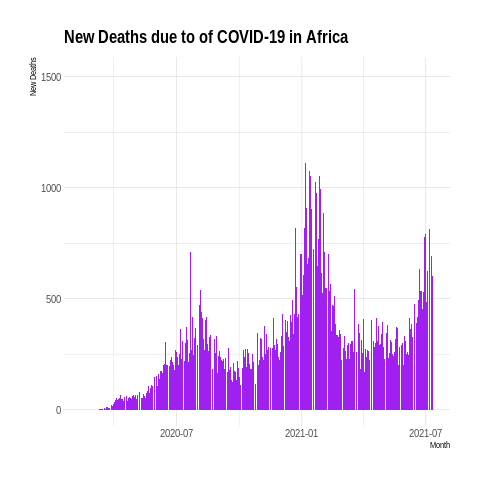 New Deaths due to of COVID-19 in Africa
New Deaths
1500
1000
500
0
2020-07
2021-01
2021-07
Month